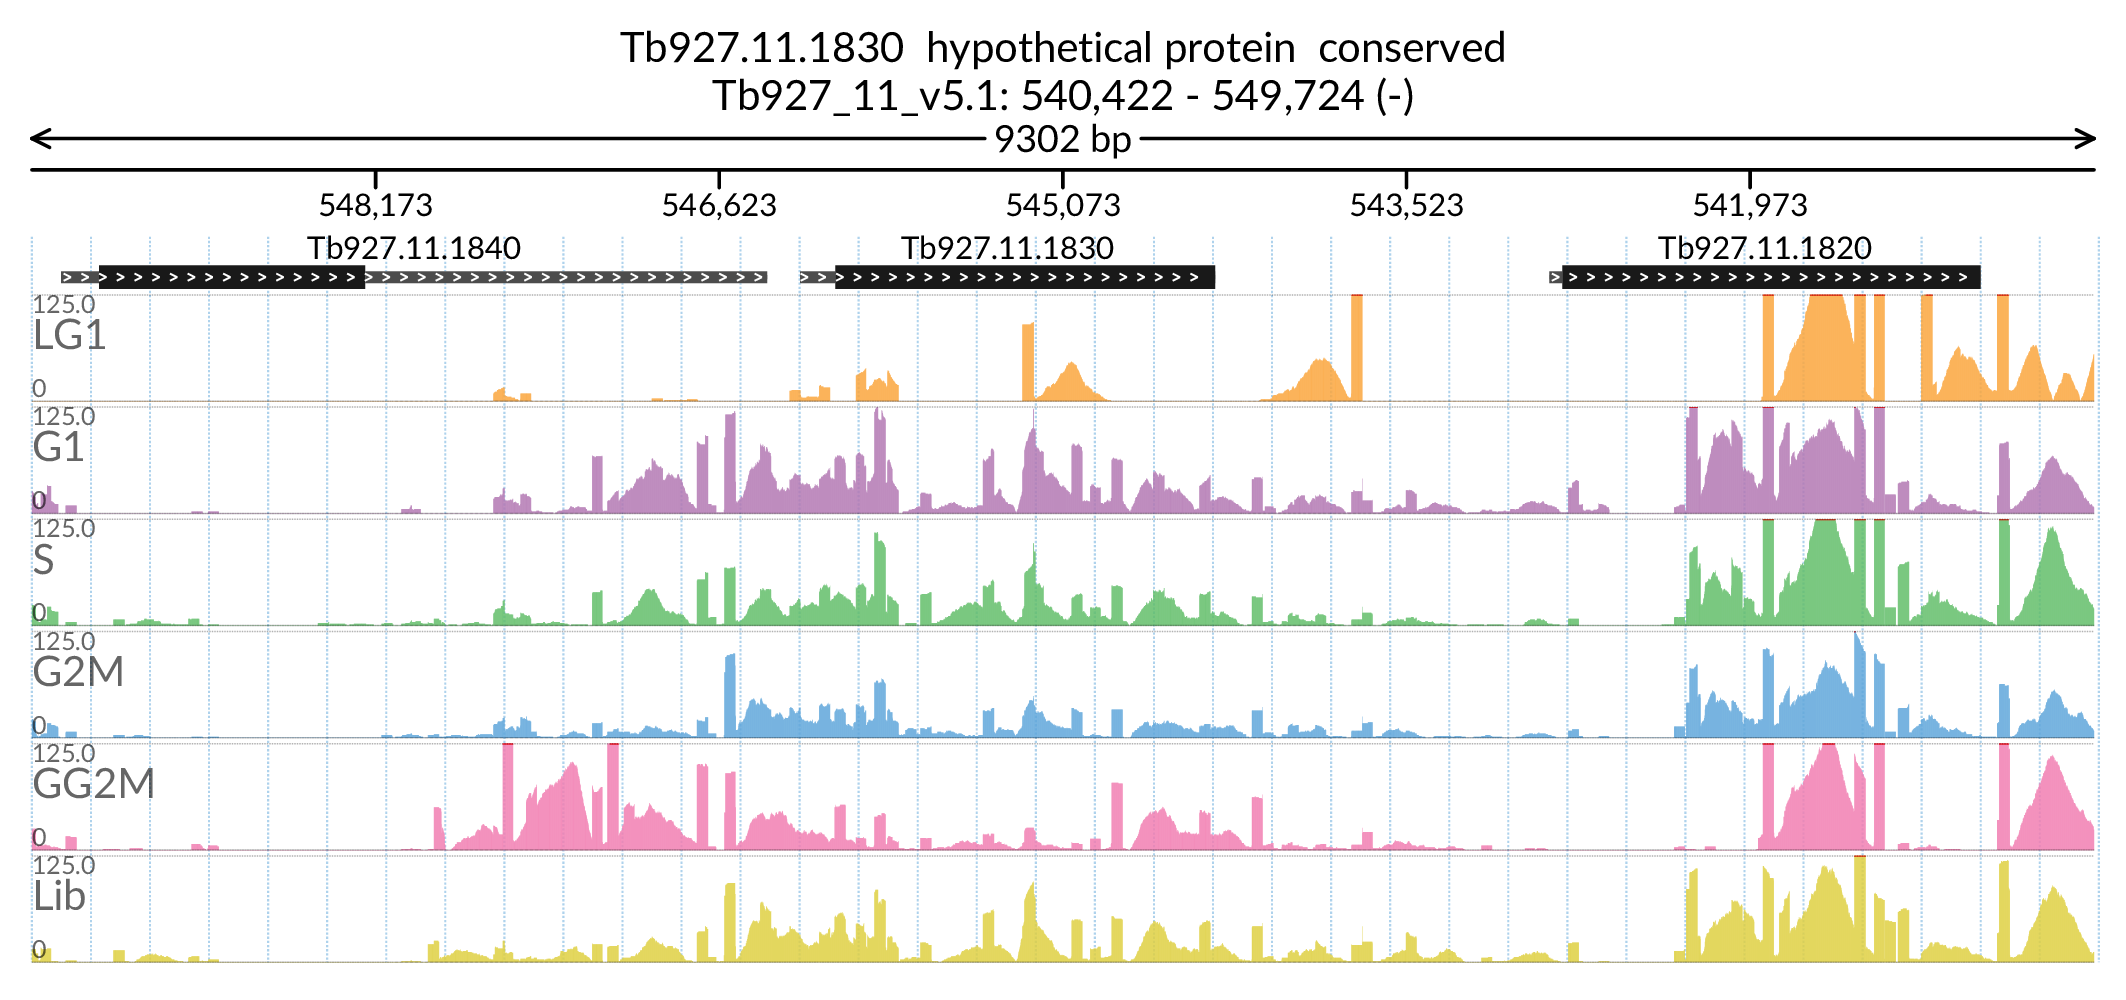 Tb927.11.1830  hypothetical protein  conserved
Tb927_11_v5.1: 540,422 - 549,724 (-)
9302 bp
548,173 546,623 545,073 543,523 541,973
Tb927.11.1840 Tb927.11.1830 Tb927.11.1820
125.0
LG1
0
125.0
G1
0
125.0
S
0
125.0
G2M
0
125.0
GG2M
0
125.0
Lib
0